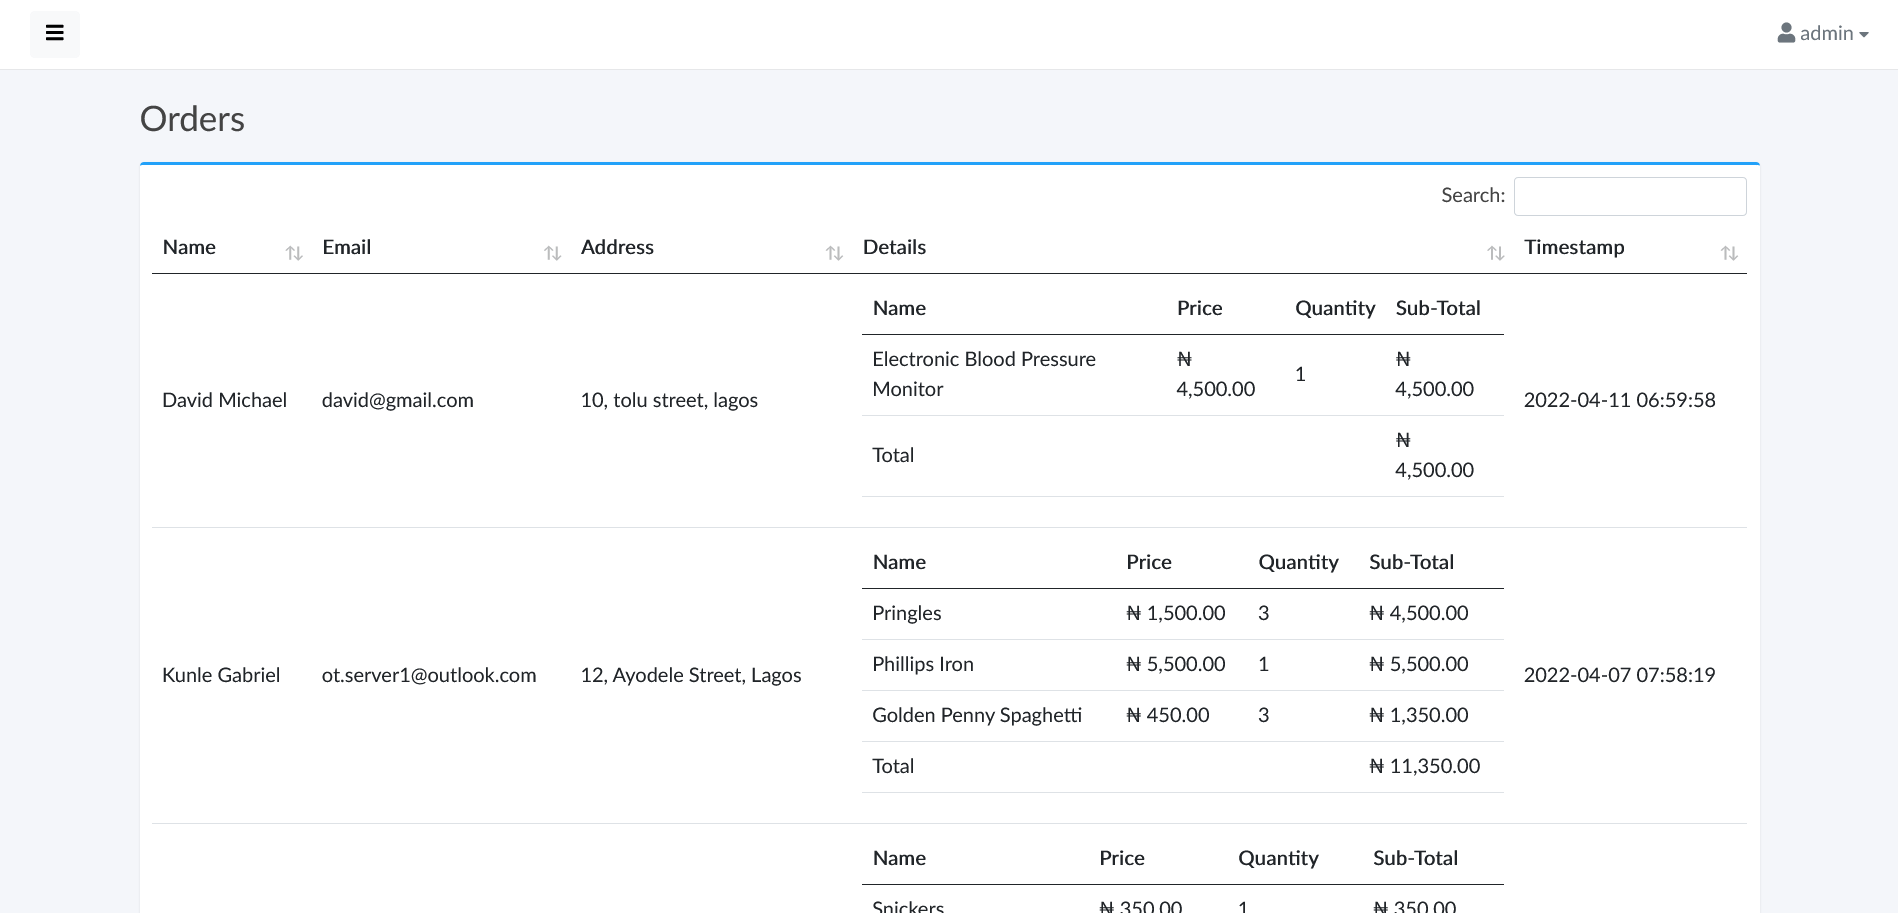 admin
Orders
Search:
Name Email Address Details Timestamp
Name Price Quantity Sub-Total
Electronic Blood Pressure Monitor ₦ 4,500.00 1 ₦ 4,500.00
David Michael david@gmail.com 10, tolu street, lagos 2022-04-11 06:59:58
Total ₦ 4,500.00
Name Price Quantity Sub-Total
Pringles ₦ 1,500.00 3 ₦ 4,500.00
Phillips Iron ₦ 5,500.00 1 ₦ 5,500.00
Kunle Gabriel ot.server1@outlook.com 12, Ayodele Street, Lagos 2022-04-07 07:58:19
Golden Penny Spaghetti ₦ 450.00 3 ₦ 1,350.00
Total ₦ 11,350.00
Name Price Quantity Sub-Total
Snickers ₦ 350.00 1 ₦ 350.00